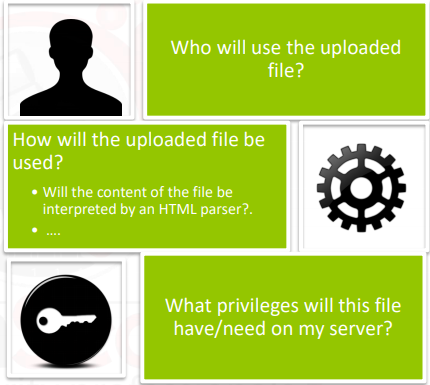 Who will use the uploaded
file?
How will the uploaded file be
used?
• Will the content of the file be
interpreted by an HTML parser?.
• ....
What privileges will this file
have/need on my server?